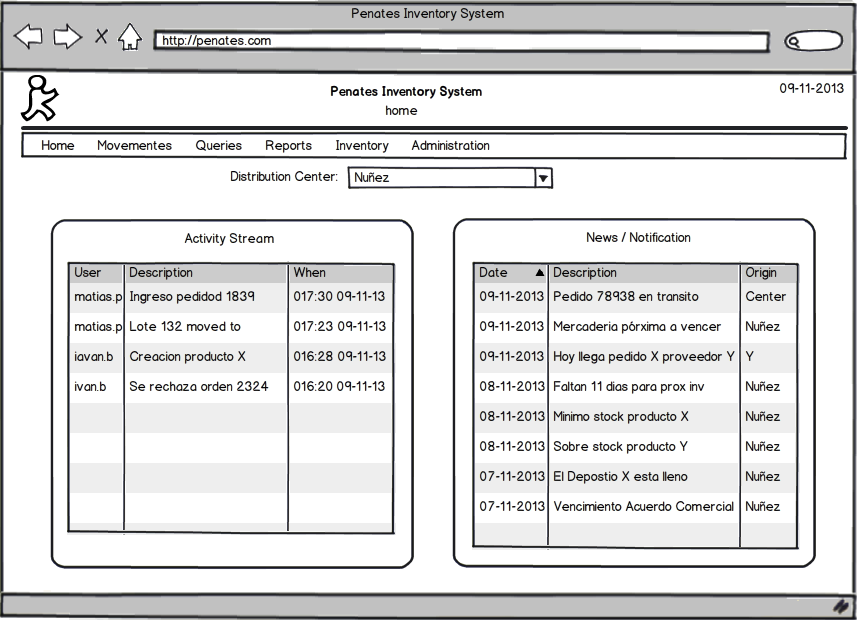 Penates Inventory System
http://penates.com
Penates Inventory System
09-11-2013
home
Home Movementes Queries Reports Inventory Administration
Distribution Center: Nuñez
Activity Stream
User Description When
matias.p Ingreso pedidod 1839 017:30 09-11-13
matias.p Lote 132 moved to 017:23 09-11-13
iavan.b Creacion producto X 016:28 09-11-13
ivan.b Se rechaza orden 2324 016:20 09-11-13
News / Notification
Date Description Origin
09-11-2013 Pedido 78938 en transito Center
09-11-2013 Mercaderia pórxima a vencer Nuñez
09-11-2013 Hoy llega pedido X proveedor Y Y
08-11-2013 Faltan 11 dias para prox inv Nuñez
08-11-2013 Minimo stock producto X Nuñez
08-11-2013 Sobre stock producto Y Nuñez
07-11-2013 El Depostio X esta lleno Nuñez
07-11-2013 Vencimiento Acuerdo Comercial Nuñez